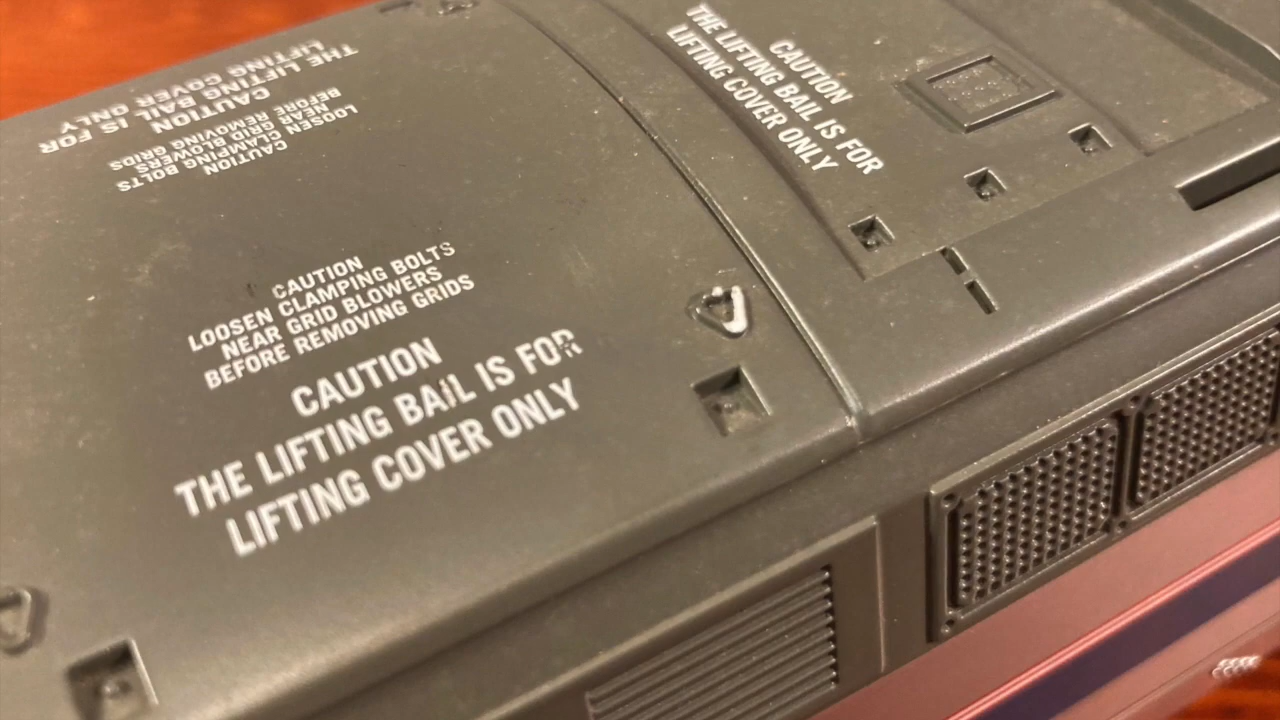 THE LIFTING BAIL IS FOR
LIFTING COVER ONLY
CAUTION
LOOSEN CLAMPING BOLTS
NEAR GRID BLOWERS
BEFORE REMOVING GRIDS
CAUTION
CAUTION
THE LIFTING BAIL IS FOR
LIFTING COVER ONLY
CAUTION
LOOSEN CLAMPING BOLTS
NEAR GRID BLOWERS
BEFORE REMOVING GRIDS
CAUTION
THE LIFTING BAIL IS FOR
LIFTING COVER ONLY